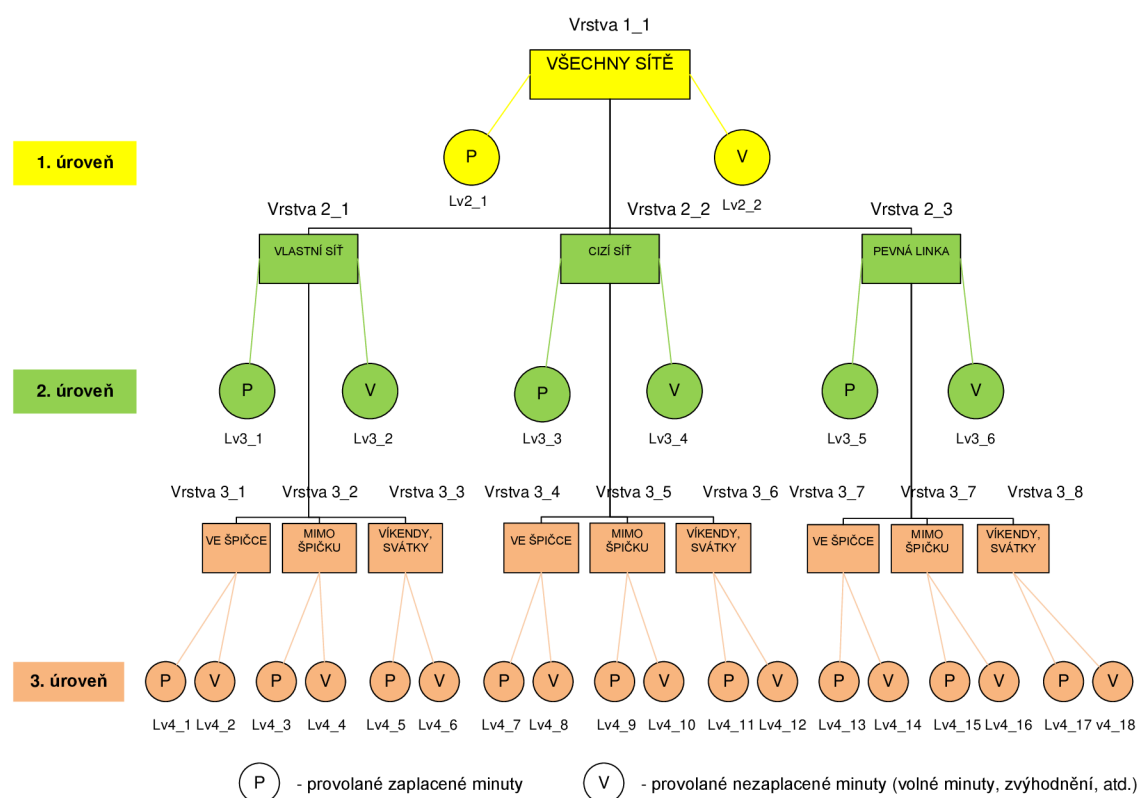 Vrstva 1_1
VŠECHNY SÍTĚ
1. úroveň
P
V
Lv2_1
Lv2_2
Vrstva 2_1
Vrstva 2_2
Vrstva 2_3
VLASTNÍ SÍŤ
CIZÍ SÍŤ
PEVNÁ LINKA
2. úroveň
P
V
P
V
P
V
Lv3_1
Lv3_2
Lv3_3
Lv3_4
Lv3_5
Lv3_6
Vrstva 3_1
Vrstva 3_2
Vrstva 3_3
Vrstva 3_4
Vrstva 3_5
Vrstva 3_6
Vrstva 3_7
Vrstva 3_7
Vrstva 3_8
VE ŠPIČCE
MIMO
ŠPIČKU
VÍKENDY,
SVÁTKY
VE ŠPIČCE
MIMO
ŠPIČKU
VÍKENDY,
SVÁTKY
VE ŠPIČCE
MIMO
ŠPIČKU
VÍKENDY,
SVÁTKY
3. úroveň
P
V
P
V
P
V
P
V
P
V
P
V
P
V
P
V
P
V
Lv4_1
Lv4_2
Lv4_3
Lv4_4
Lv4_5
Lv4_6
Lv4_7
Lv4_8
Lv4_9
Lv4_10
Lv4_11
Lv4_12
Lv4_13
Lv4_14
Lv4_15
Lv4_16
Lv4_17
v4_18
P - provolané zaplacené minuty
V - provolané nezaplacené minuty (volné minuty, zvýhodnění, atd.)